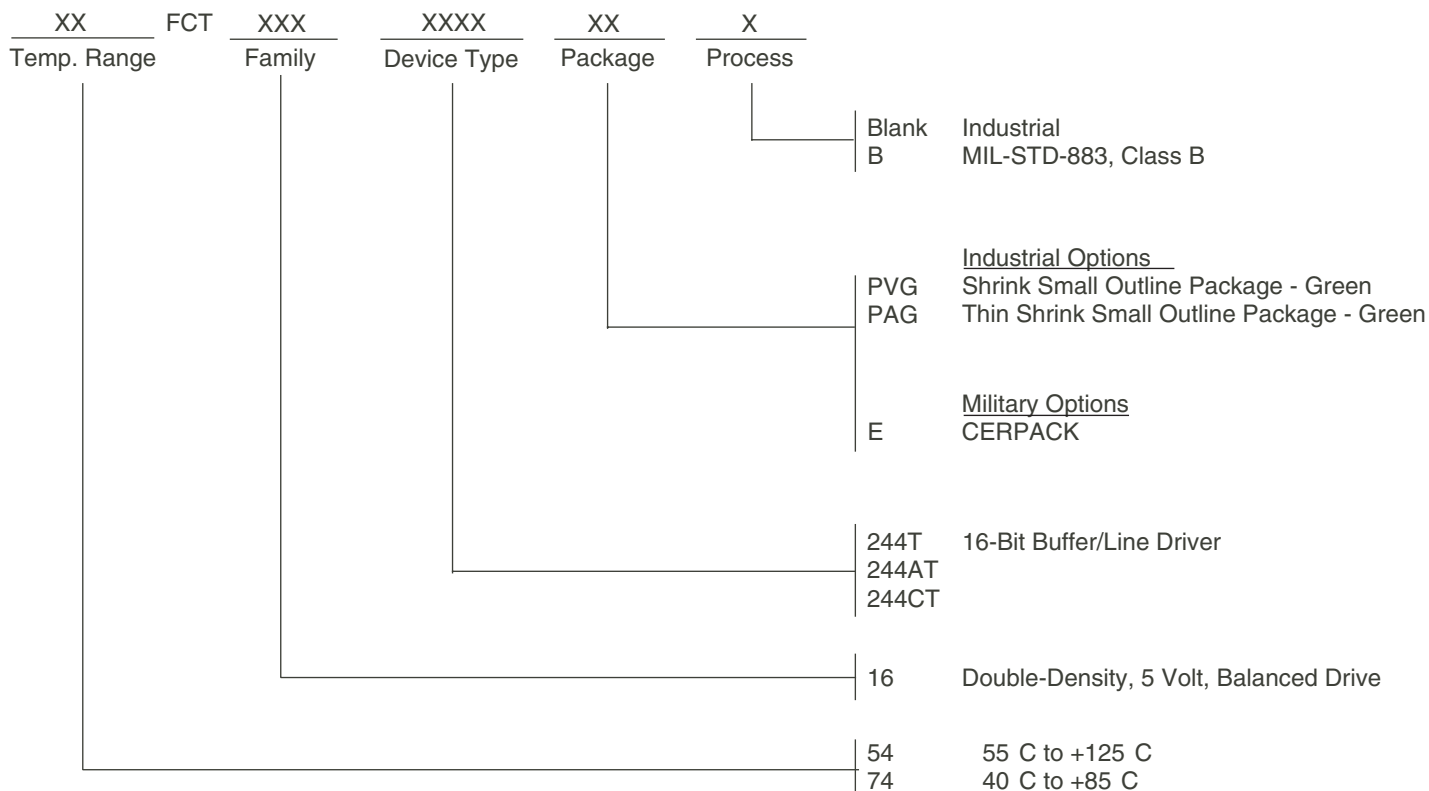 XX FCT XXX XXXX XX X
Temp. Range Family Device Type Package Process
Blank Industrial
B MIL-STD-883, Class B
Industrial Options
PVG Shrink Small Outline Package - Green
PAG Thin Shrink Small Outline Package - Green
Military Options
E CERPACK
244T 16-Bit Buffer/Line Driver
244AT
244CT
16 Double-Density, 5 Volt, Balanced Drive
54 55 C to +125 C
74 40 C to +85 C